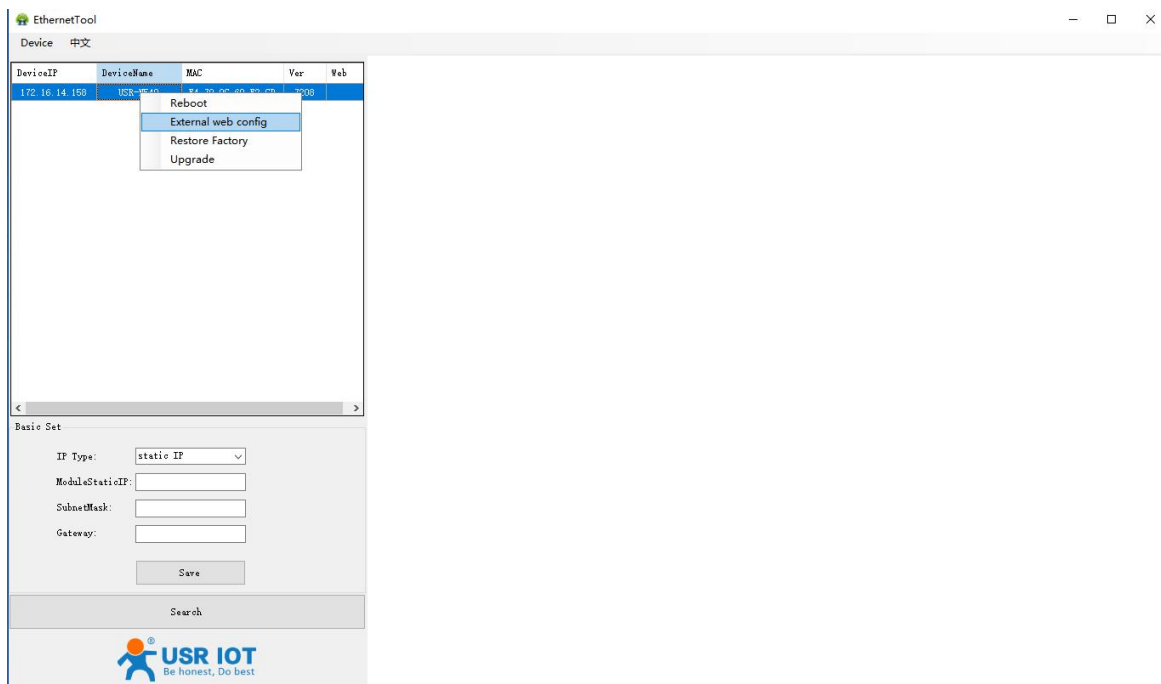 EthernetTool
Device 中文
DeviceIP DeviceName MAC Ver Web
172.16.14.158
Reboot
External web config
Restore Factory
Upgrade
Basic Set
IP Type: static IP
ModuleStaticIP:
SubnetMask:
Gateway:
Save
Search
®
USR IOT
Be honest, Do best